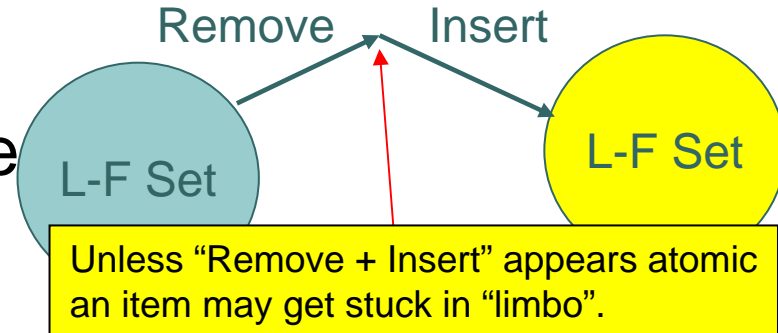 Remove Insert
e
L-F Set
L-F Set
Unless “Remove + Insert” appears atomic
an item may get stuck in “limbo”.